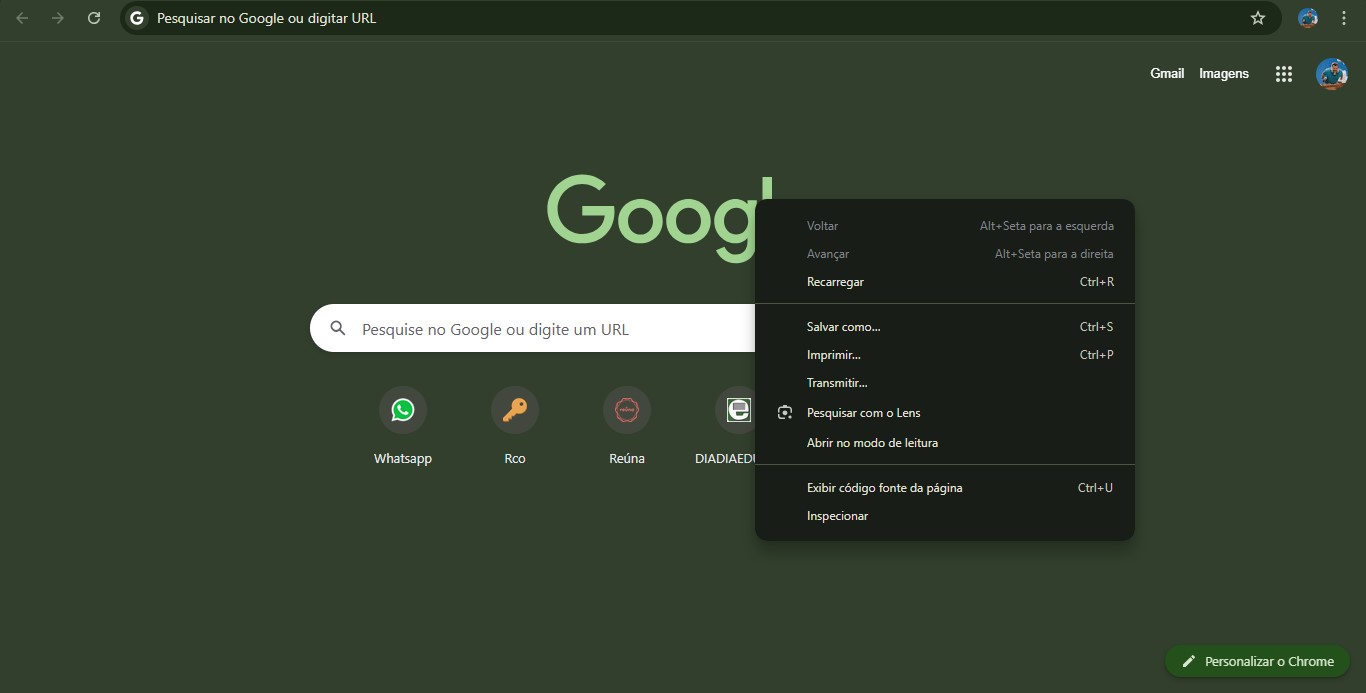 Pesquisar no Google ou digitar URL
Gmail Imagens
Googl
Voltar Alt+Seta para a esquerda
Avançar Alt+Seta para a direita
Recarregar Ctrl+R
Pesquise no Google ou digite um URL
Salvar como... Ctrl+S
Imprimir... Ctrl+P
Transmitir...
Pesquisar com o Lens
Abrir no modo de leitura
Whatsapp Rco Reúna DIADIAEDU
Exibir código fonte da página Ctrl+U
Inspecionar
Personalizar o Chrome